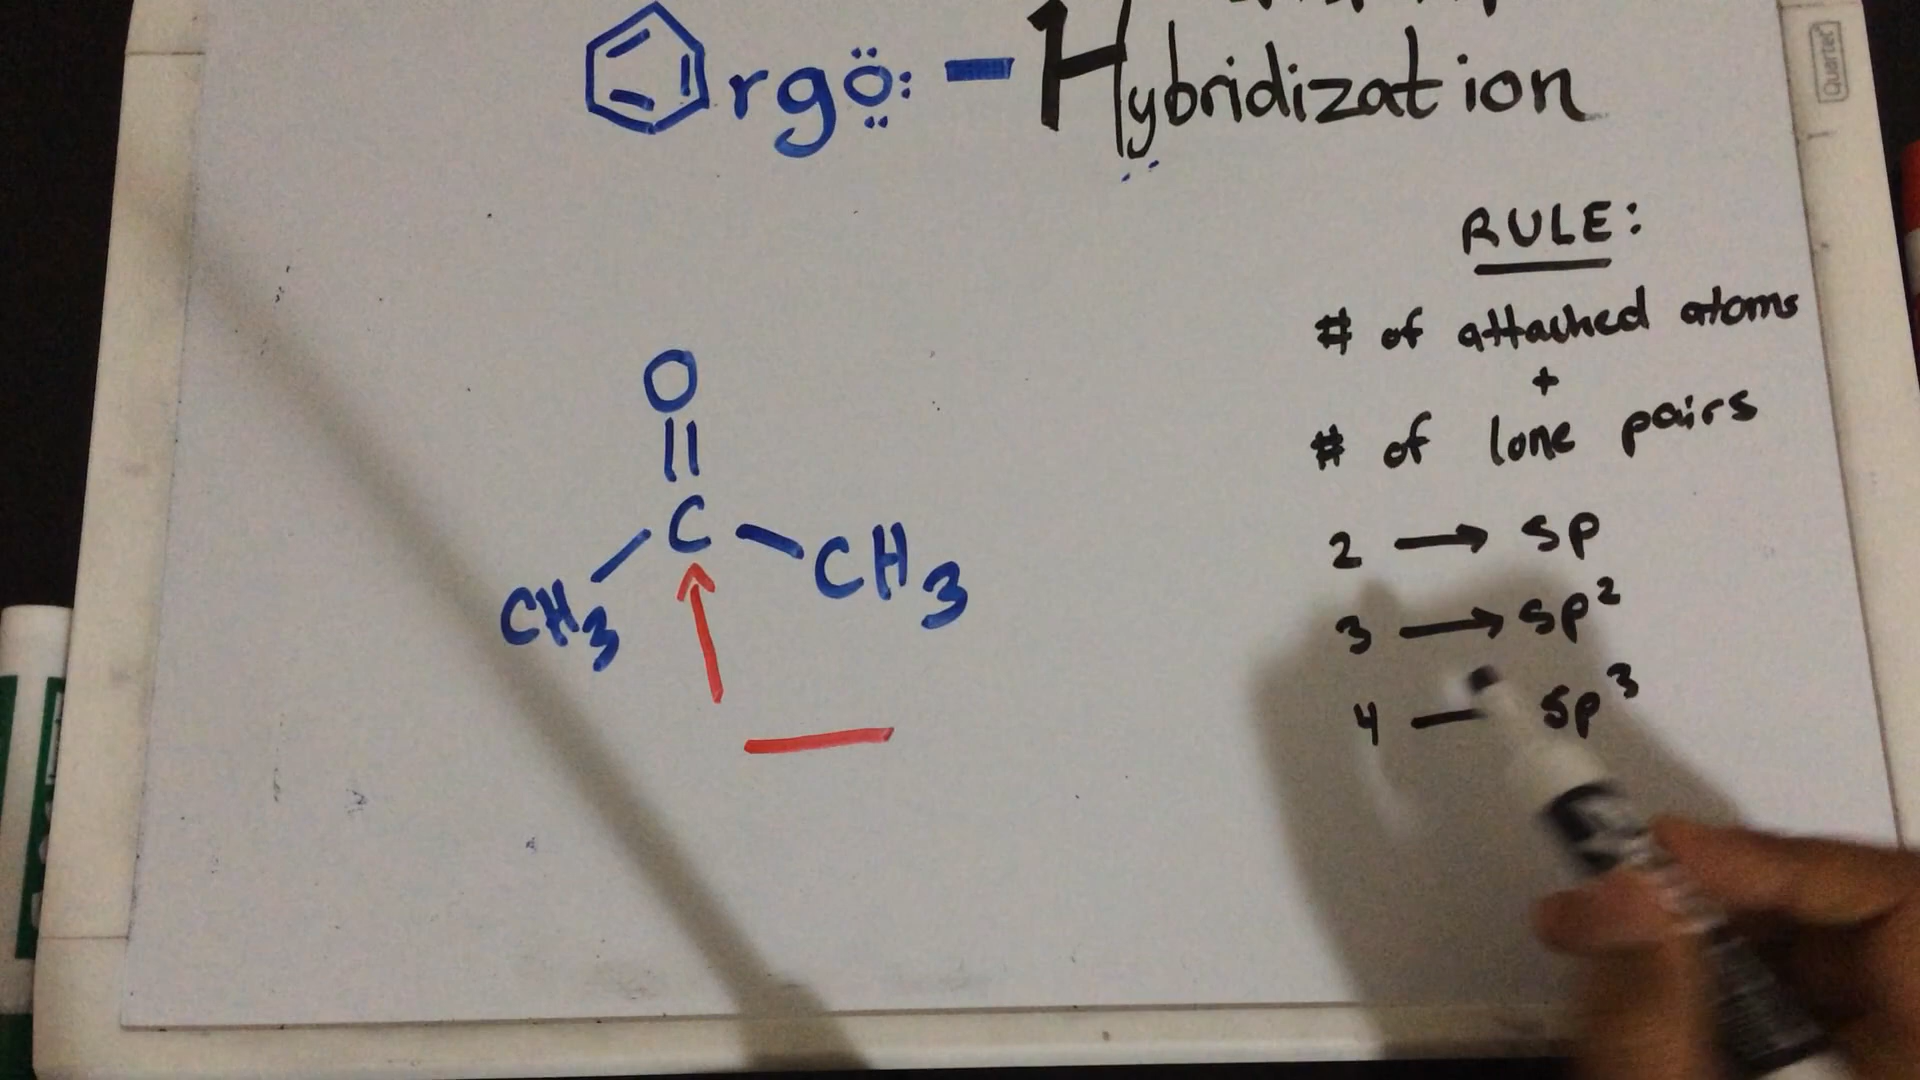 Orgo: - Hybridization
Quartet
RULE:
# of attached atoms
+
# of lone pairs
2 → sp
3 → sp²
4 — sp³
O
||
C
CH₃
CH₃